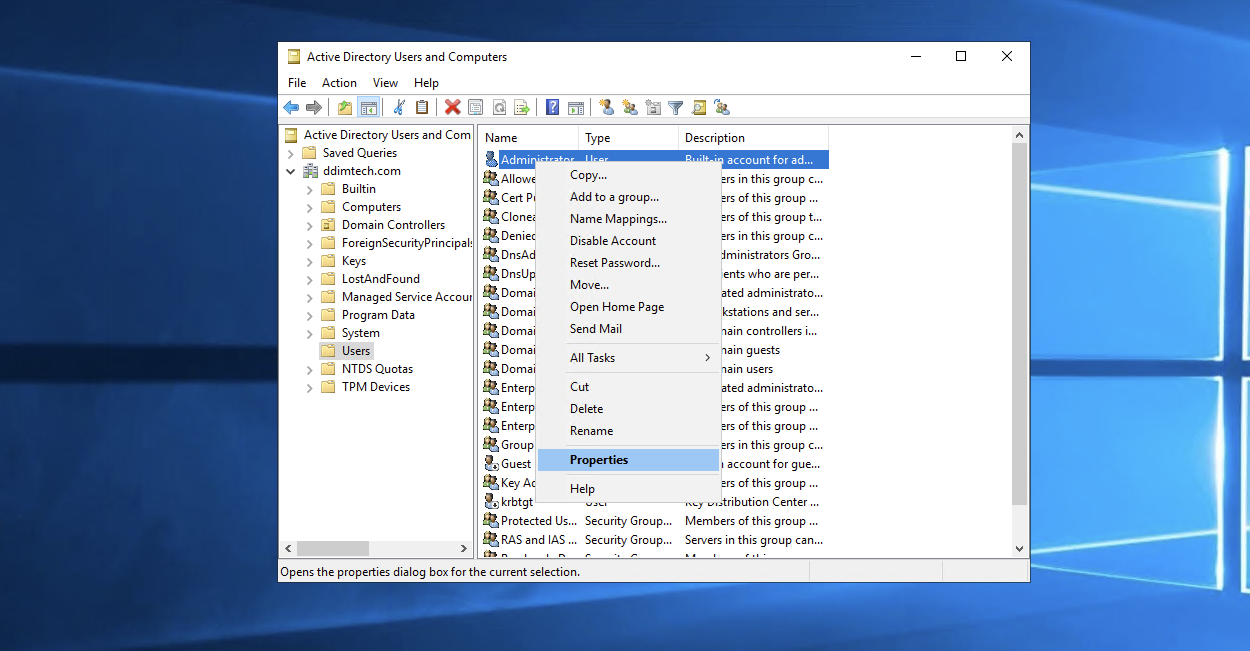 Active Directory Users and Computers
File Action View Help
Active Directory Users and Com
Saved Queries
ddimtech.com
Builtin
Computers
Domain Controllers
ForeignSecurityPrincipals
Keys
LostAndFound
Managed Service Accou
Program Data
System
Users
NTDS Quotas
TPM Devices
Name Type Description
Administrator User Built-in account for ad...
Allowe ers in this group c...
Cert P ers of this group ...
Clonea ers of this group t...
Denied ers in this group c...
DnsAd dministrators Gro...
DnsUp ents who are per...
Domai ated administrato...
Domai kstations and ser...
Domai main controllers i...
Domai main guests
Domai main users
Enterp ated administrato...
Enterp ers of this group ...
Enterp ers of this group ...
Group ers in this group c...
Guest account for gue...
Key Ad ers of this group ...
krbtgt User Key Distribution Center ...
Protected Us... Security Group... Members of this group ...
RAS and IAS ... Security Group... Servers in this group can...
Copy...
Add to a group...
Name Mappings...
Disable Account
Reset Password...
Move...
Open Home Page
Send Mail
All Tasks
Cut
Delete
Rename
Properties
Help
Opens the properties dialog box for the current selection.